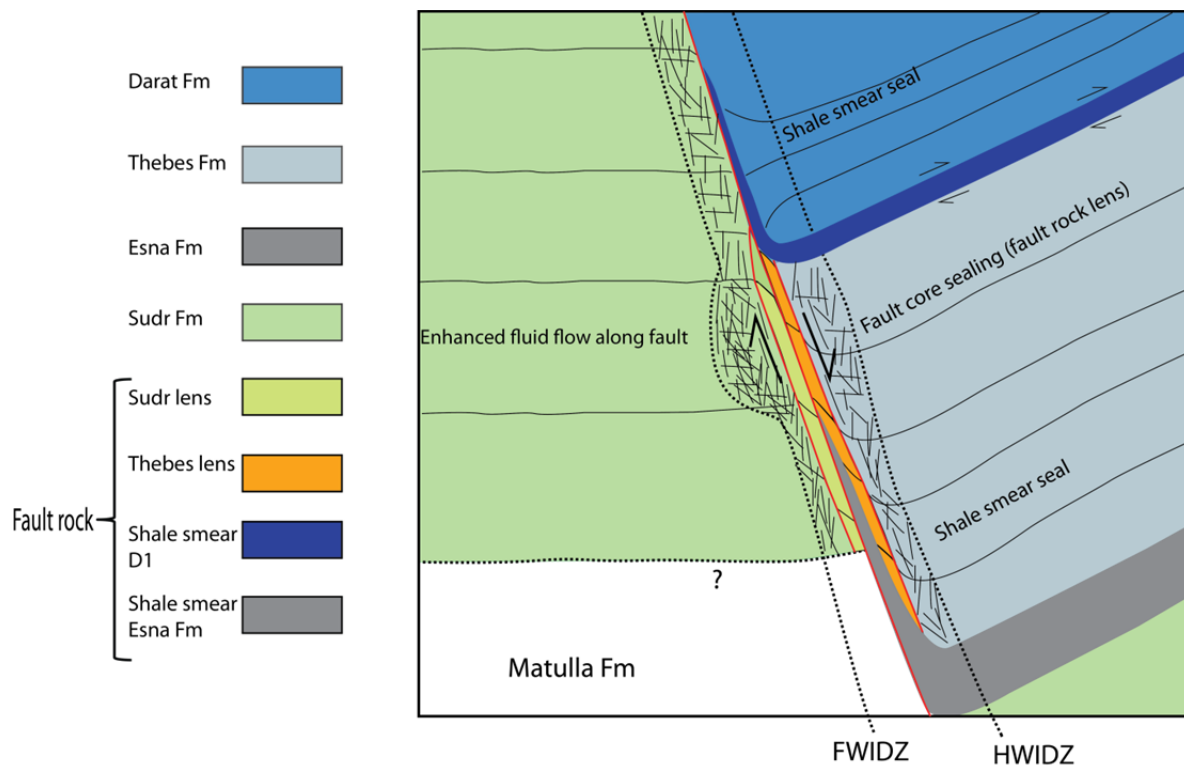 Darat Fm
Thebes Fm
Esna Fm
Sudr Fm
Sudr lens
Thebes lens
Fault rock
Shale smear
D1
Shale smear
Esna Fm
Shale smear seal
Fault core sealing (fault rock lens)
Enhanced fluid flow along fault
Shale smear seal
?
Matulla Fm
FWIDZ
HWIDZ